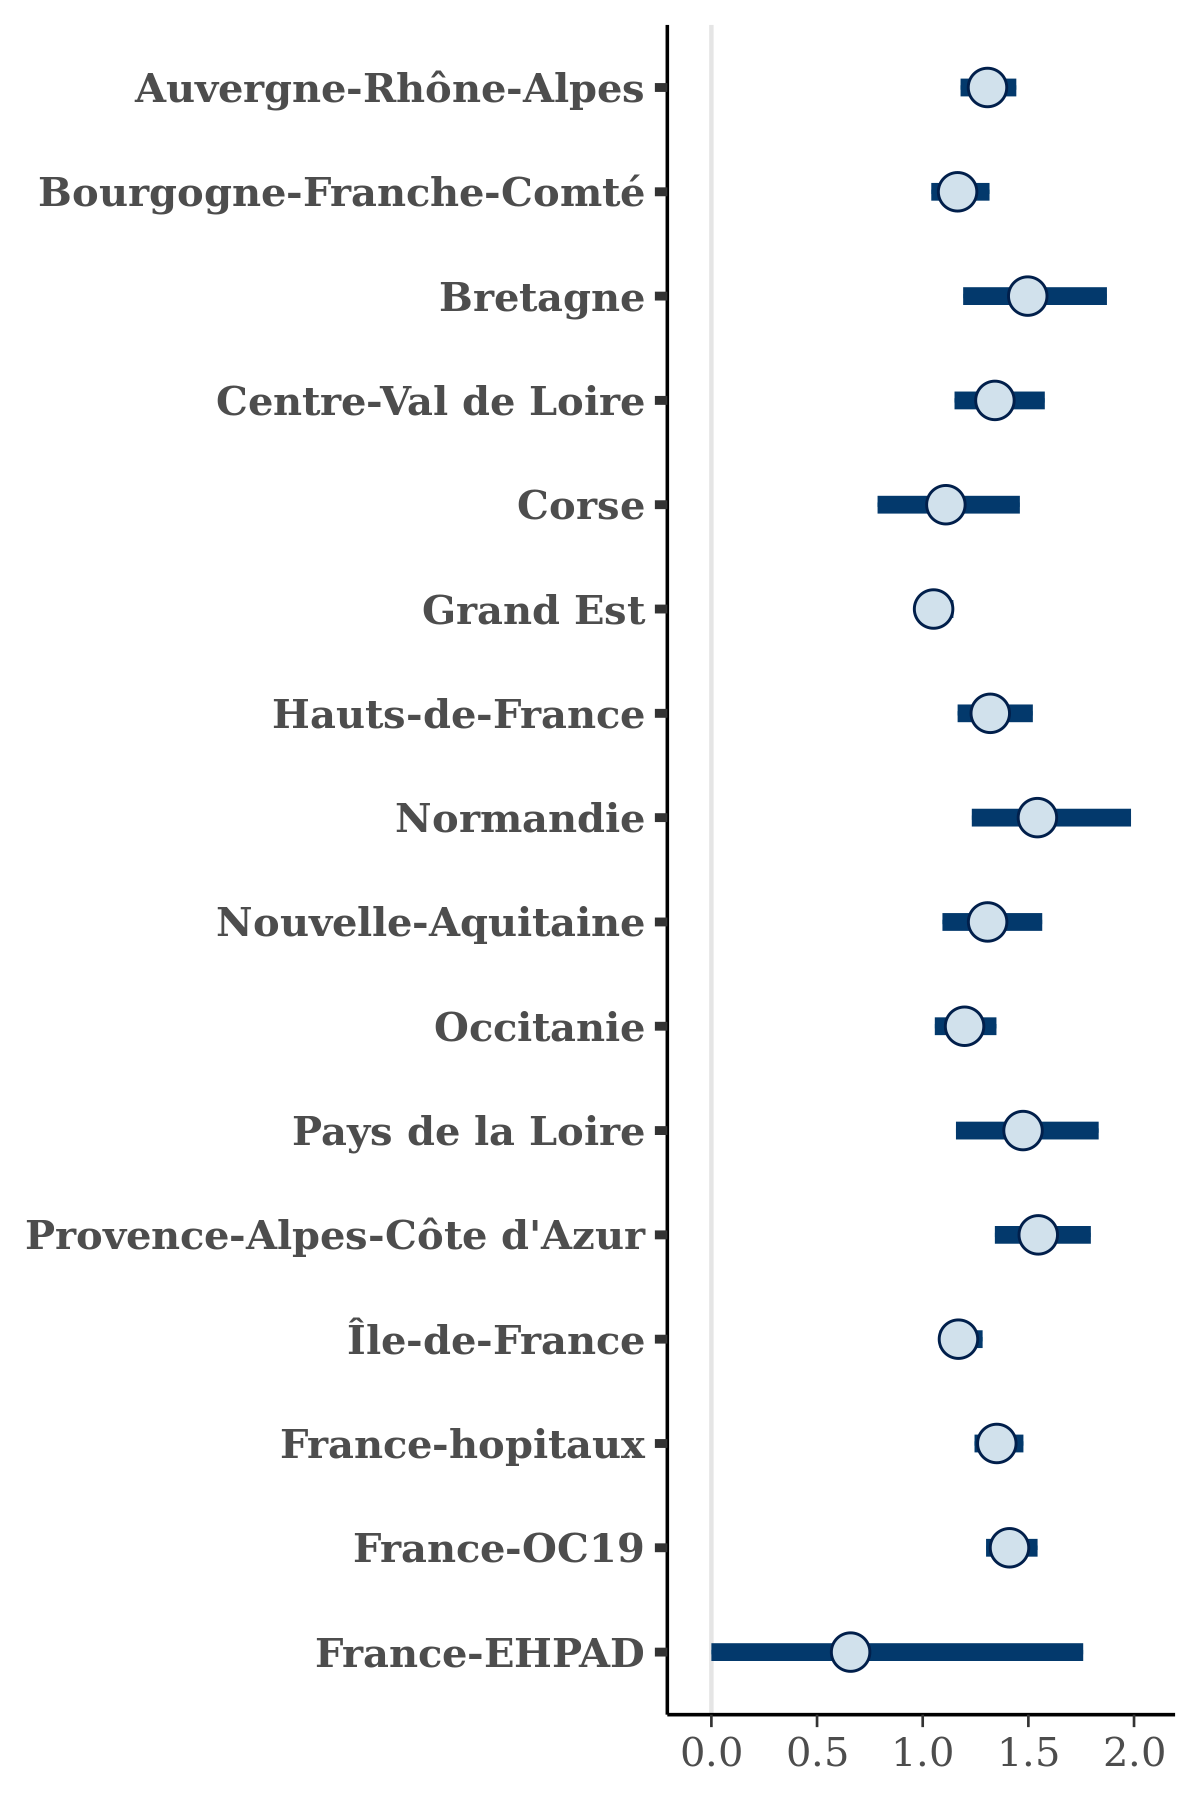 Auvergne-Rhône-Alpes
Bourgogne-Franche-Comté
Bretagne
Centre-Val de Loire
Corse
Grand Est
Hauts-de-France
Normandie
Nouvelle-Aquitaine
Occitanie
Pays de la Loire
Provence-Alpes-Côte d'Azur
Île-de-France
France-hopitaux
France-OC19
France-EHPAD
0.0 0.5 1.0 1.5 2.0